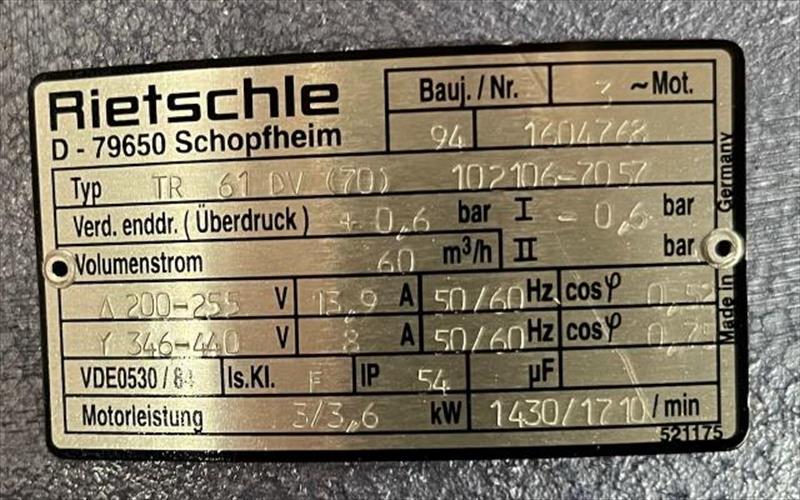 Rietschle
D - 79650 Schopfheim
Bauj. / Nr. 3 ~Mot.
94 1604768
Typ TR 61 DV (70) 102106-7057
Verd. enddr. (Überdruck) + 0,6 bar I - 0,6 bar
Volumenstrom 60 m³/h II bar
Δ 200-255 V 13,9 A 50/60 Hz cosφ
Y 346-440 V 8 A 50/60 Hz cosφ
VDE0530 / 84 Is.Kl. F IP 54 µF
Motorleistung 3/3,6 kW 1430/1710 / min
521175
Made in Germany